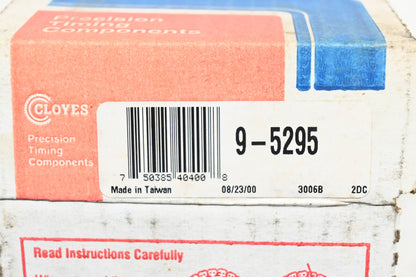 Precision
Timing
Components
CLOYES
Precision
Timing
Components
9-5295
7 50385 40400 8
Made in Taiwan 08/23/00 3006B 2DC
Read Instructions Carefully